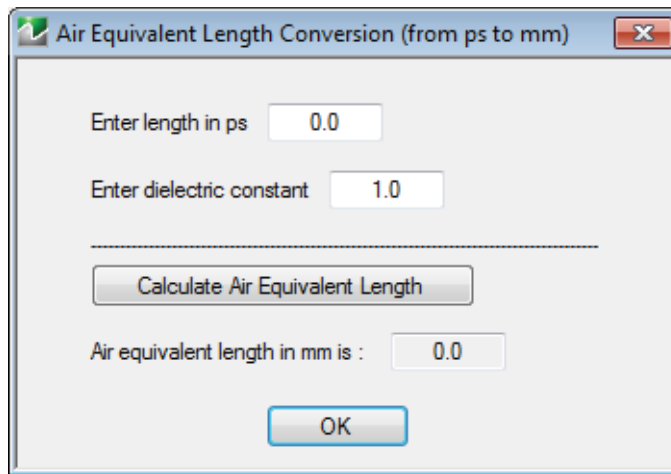 Air Equivalent Length Conversion (from ps to mm)
Enter length in ps 0.0
Enter dielectric constant 1.0
Calculate Air Equivalent Length
Air equivalent length in mm is : 0.0
OK